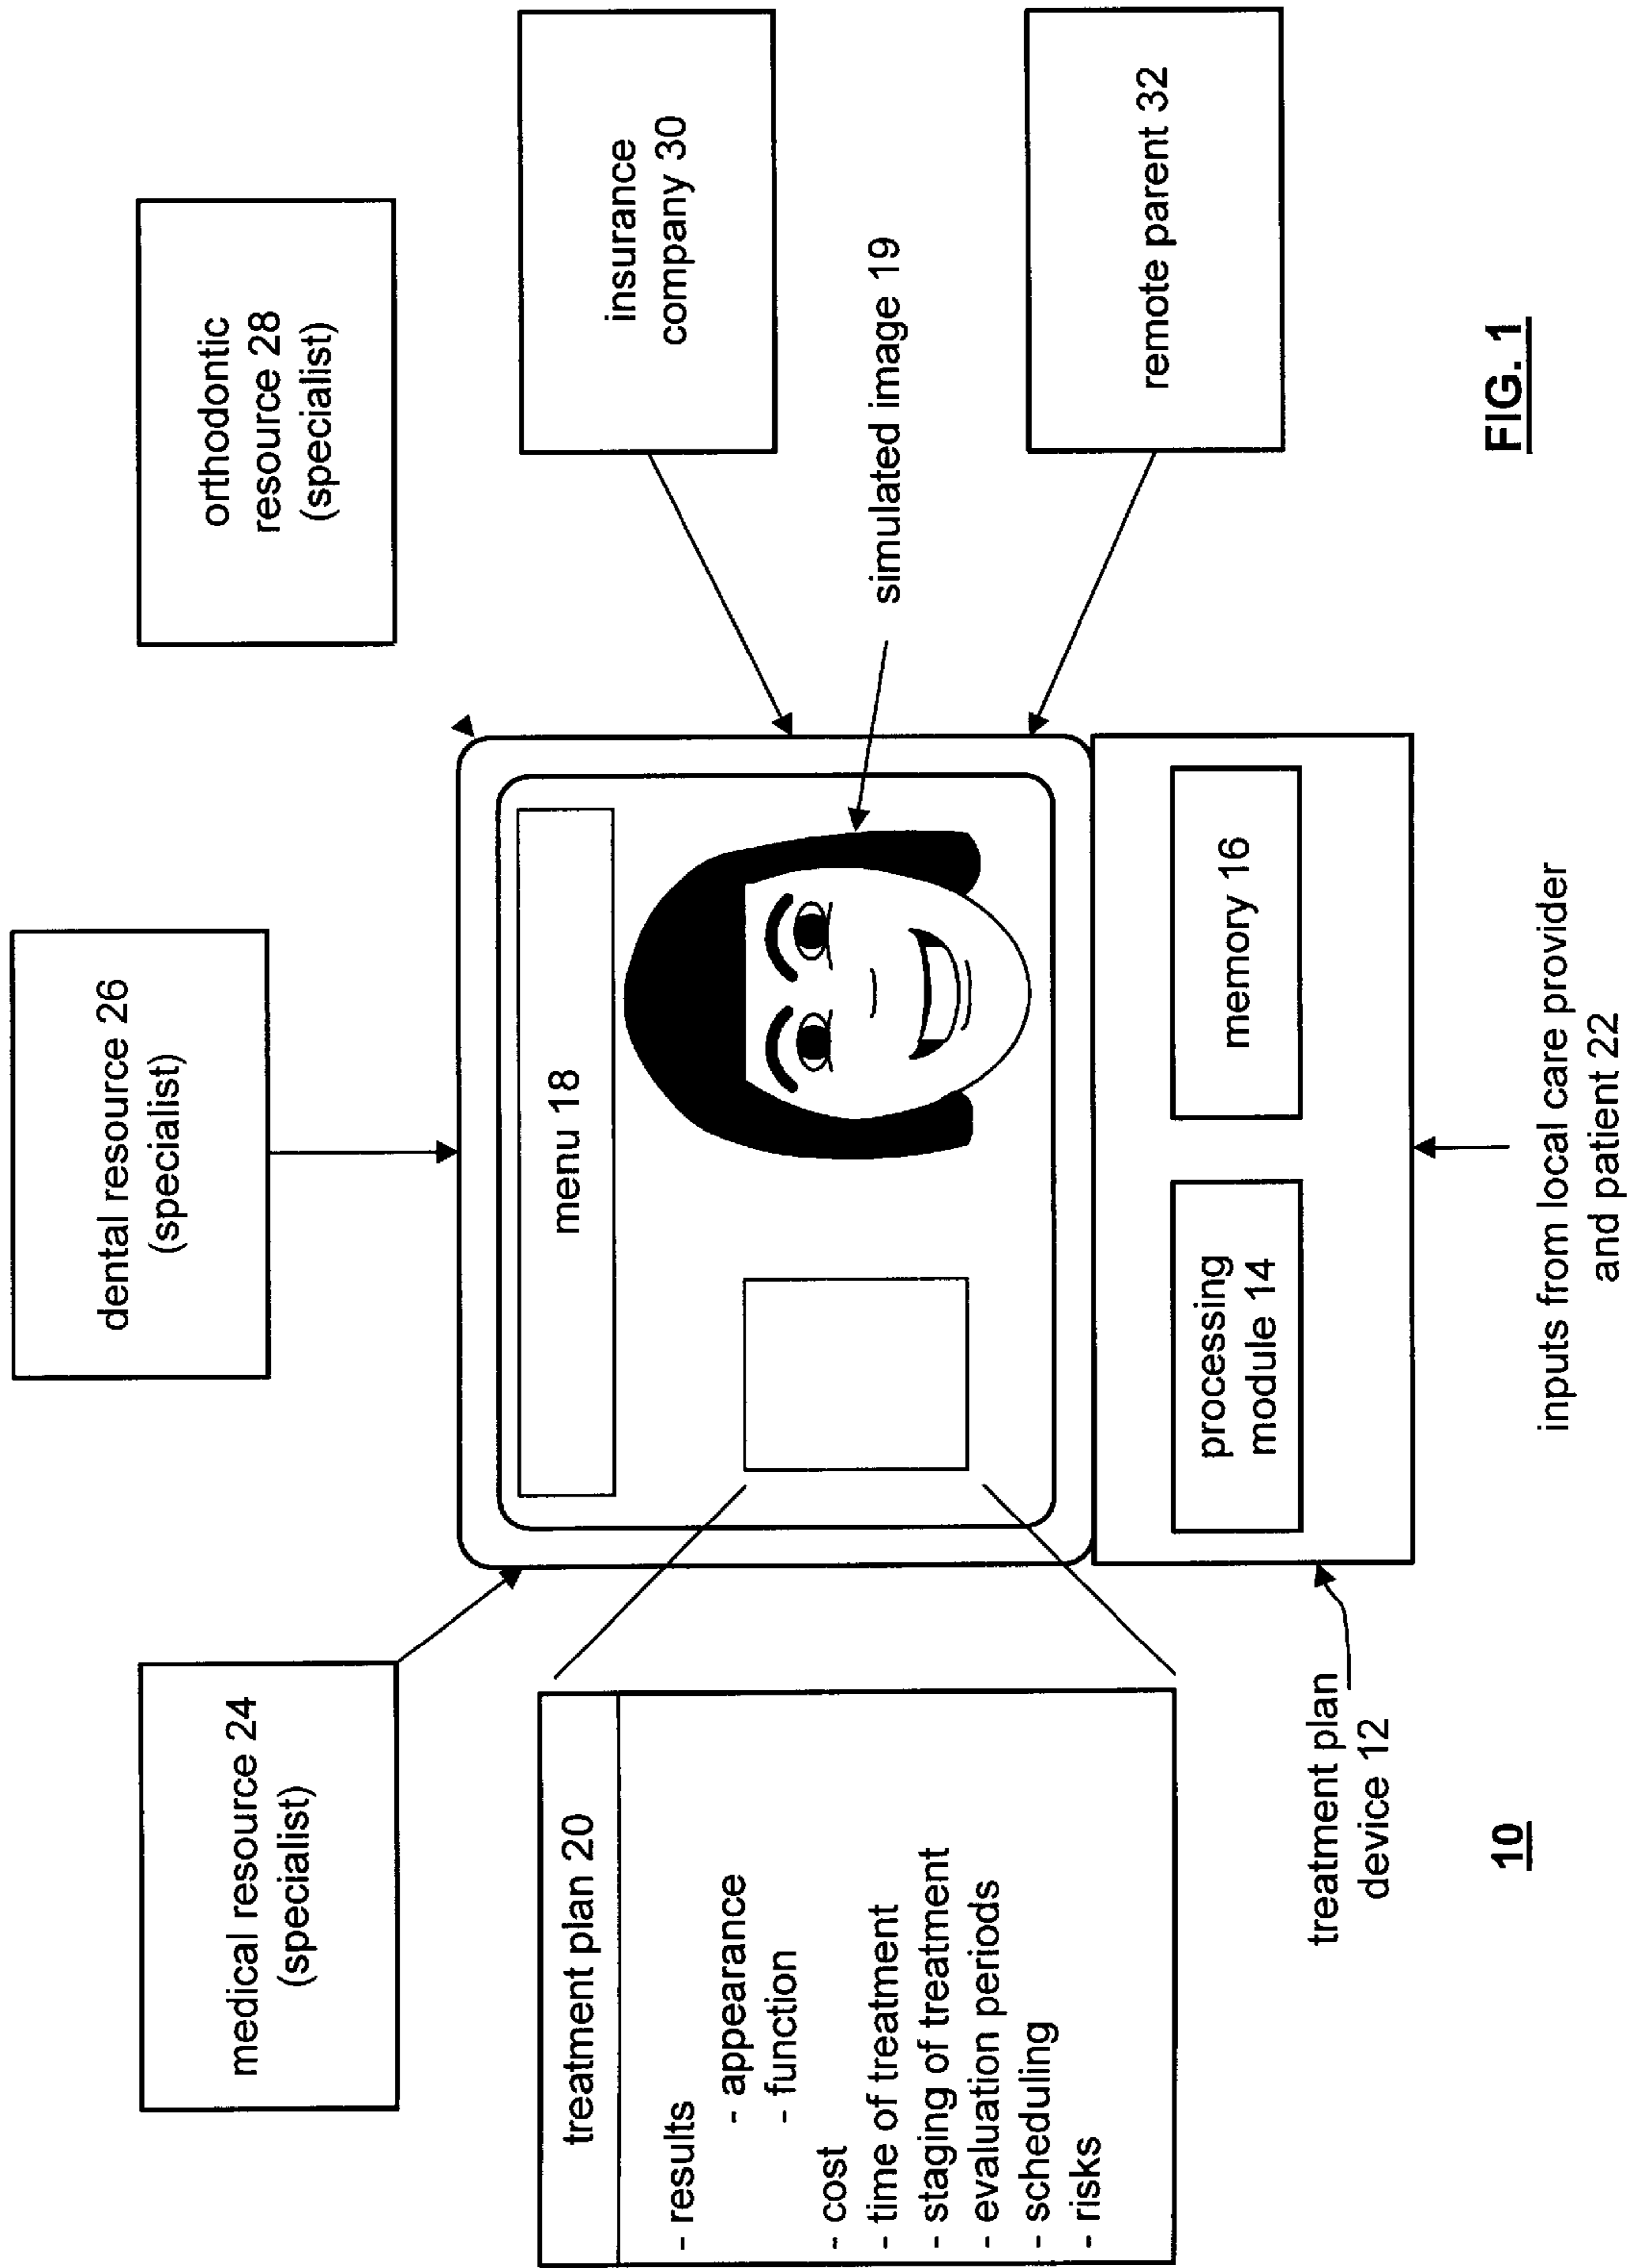 medical resource 24
(specialist)
dental resource 26
(specialist)
orthodontic
resource 28
(specialist)
treatment plan 20
- results
- appearance
- function
- cost
- time of treatment
- staging of treatment
- evaluation periods
- scheduling
- risks
menu 18
insurance
company 30
simulated image 19
remote parent 32
processing
module 14
memory 16
treatment plan
device 12
inputs from local care provider
and patient 22
10
FIG. 1